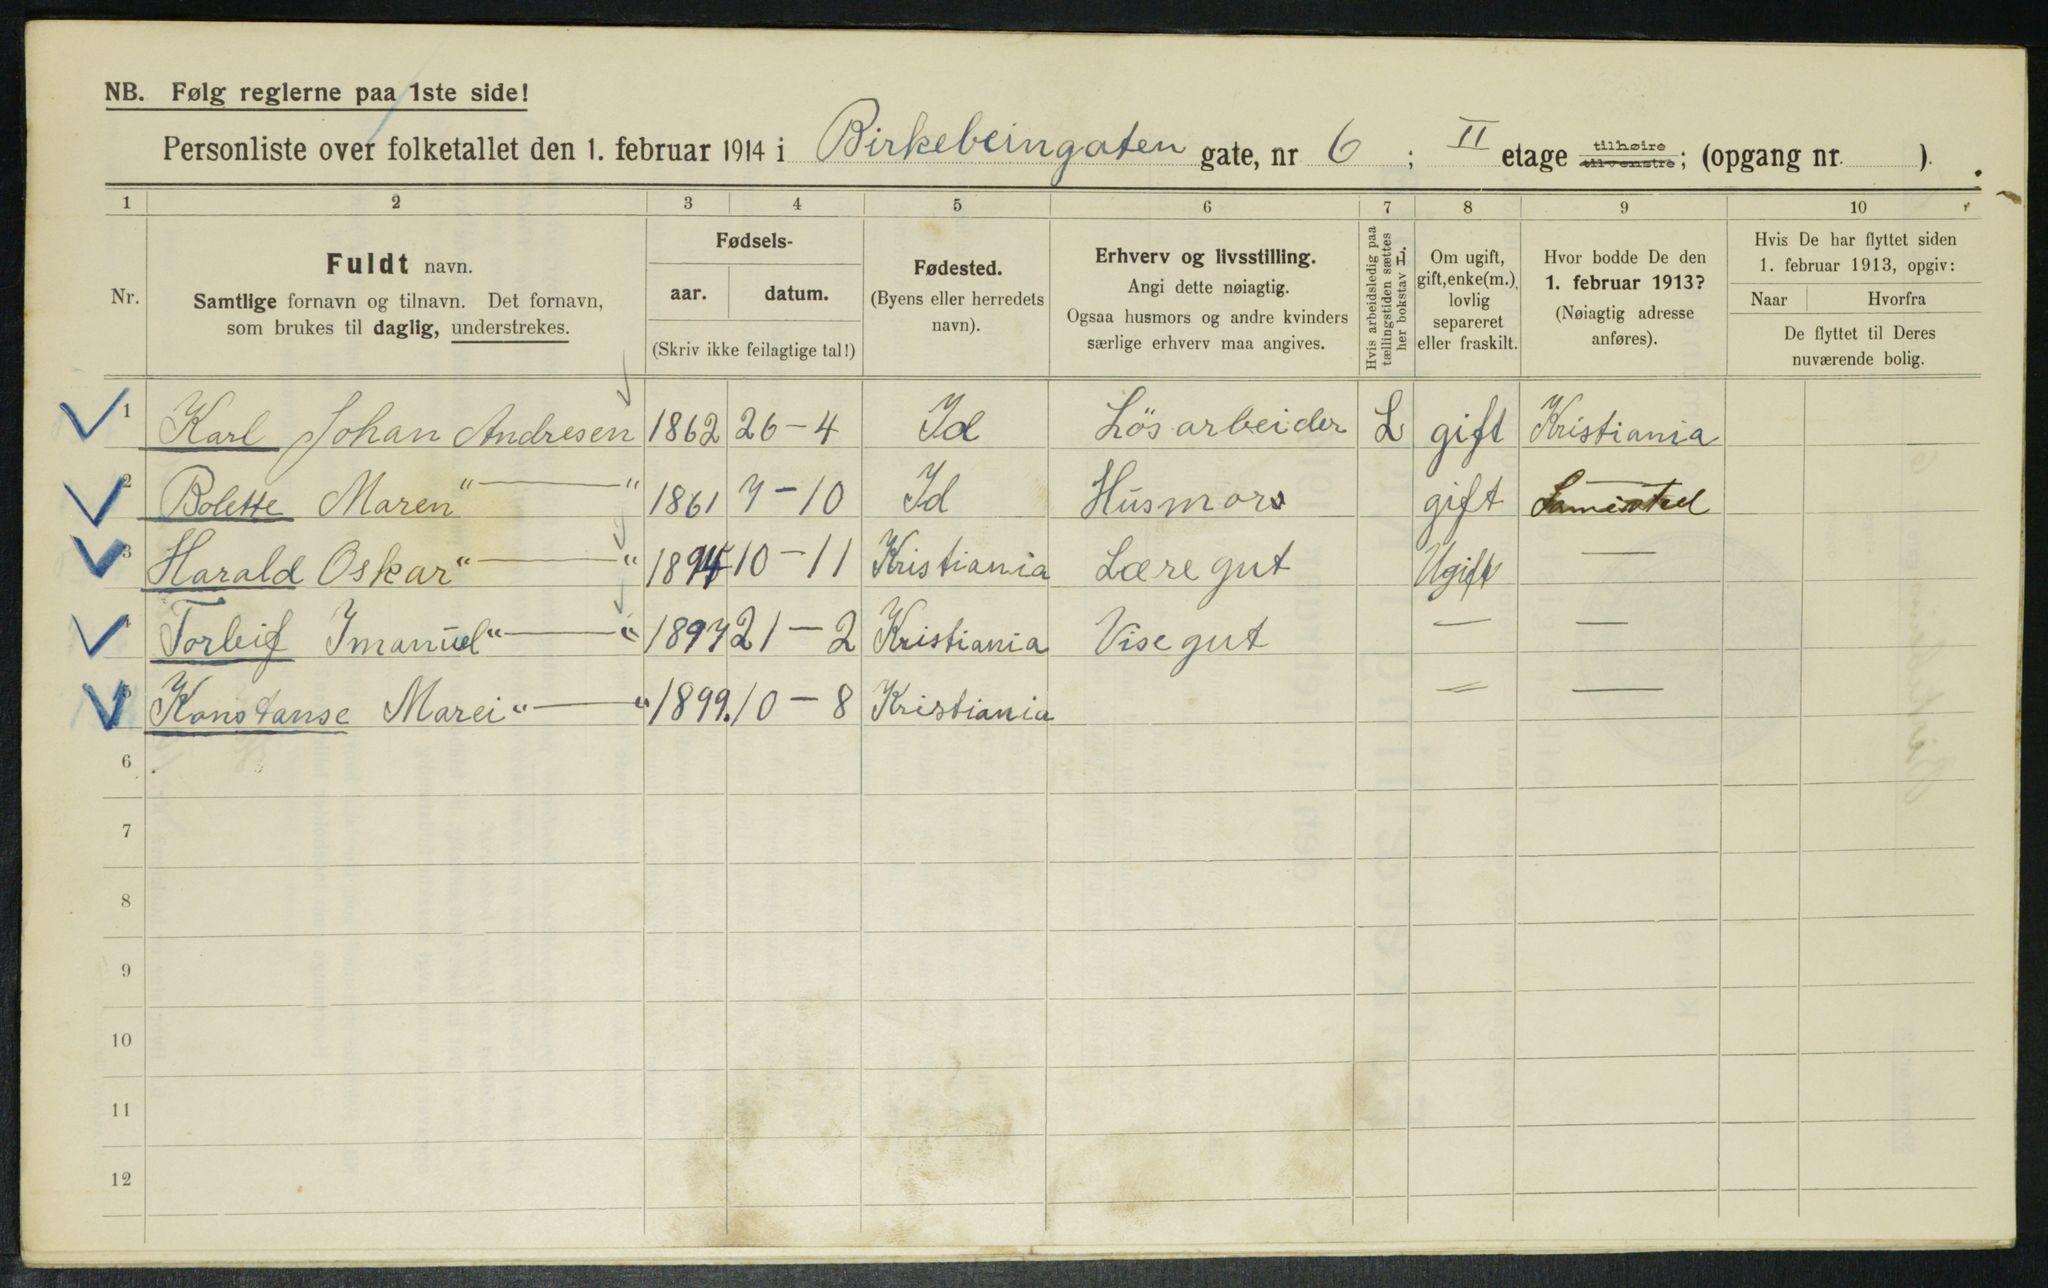 NB. Følg reglerne paa 1ste side!
Personliste over folketallet den 1. februar 1914 i Birkebeingaten gate, nr 6 ; II etage tilhøire tilvenstre; (opgang nr. ).
1 2 3 4 5 6 7 8 9 10
Nr.
Fuldt navn.
Samtlige fornavn og tilnavn. Det fornavn,
som brukes til daglig, understrekes.
Fødsels-
aar. datum.
(Skriv ikke feilagtige tal!)
Fødested.
(Byens eller herredets
navn).
Erhverv og livsstilling.
Angi dette nøiagtig.
Ogsaa husmors og andre kvinders
særlige erhverv maa angives.
Hvis arbeidsledig paa
tællingstiden sættes
her bokstav L.
Om ugift,
gift, enke(m.),
lovlig
separeret
eller fraskilt.
Hvor bodde De den
1. februar 1913?
(Nøiagtig adresse
anføres).
Hvis De har flyttet siden
1. februar 1913, opgiv:
Naar Hvorfra
De flyttet til Deres
nuværende bolig.
1 Karl Johan Andresen 1862 26-4 Id Lösarbeider L gift Kristiania
2 Bolette Maren "—" 1861 7-10 Id Husmor gift —
3 Harald Oskar "—" 10-11 Kristiania Læregut Ugift —
4 Torleif Imanuel "—" 1897 21-2 Kristiania Visegut — —
5 Konstanse Marei "—" 1899. 10-8 Kristiania — —
6
7
8
9
10
11
12